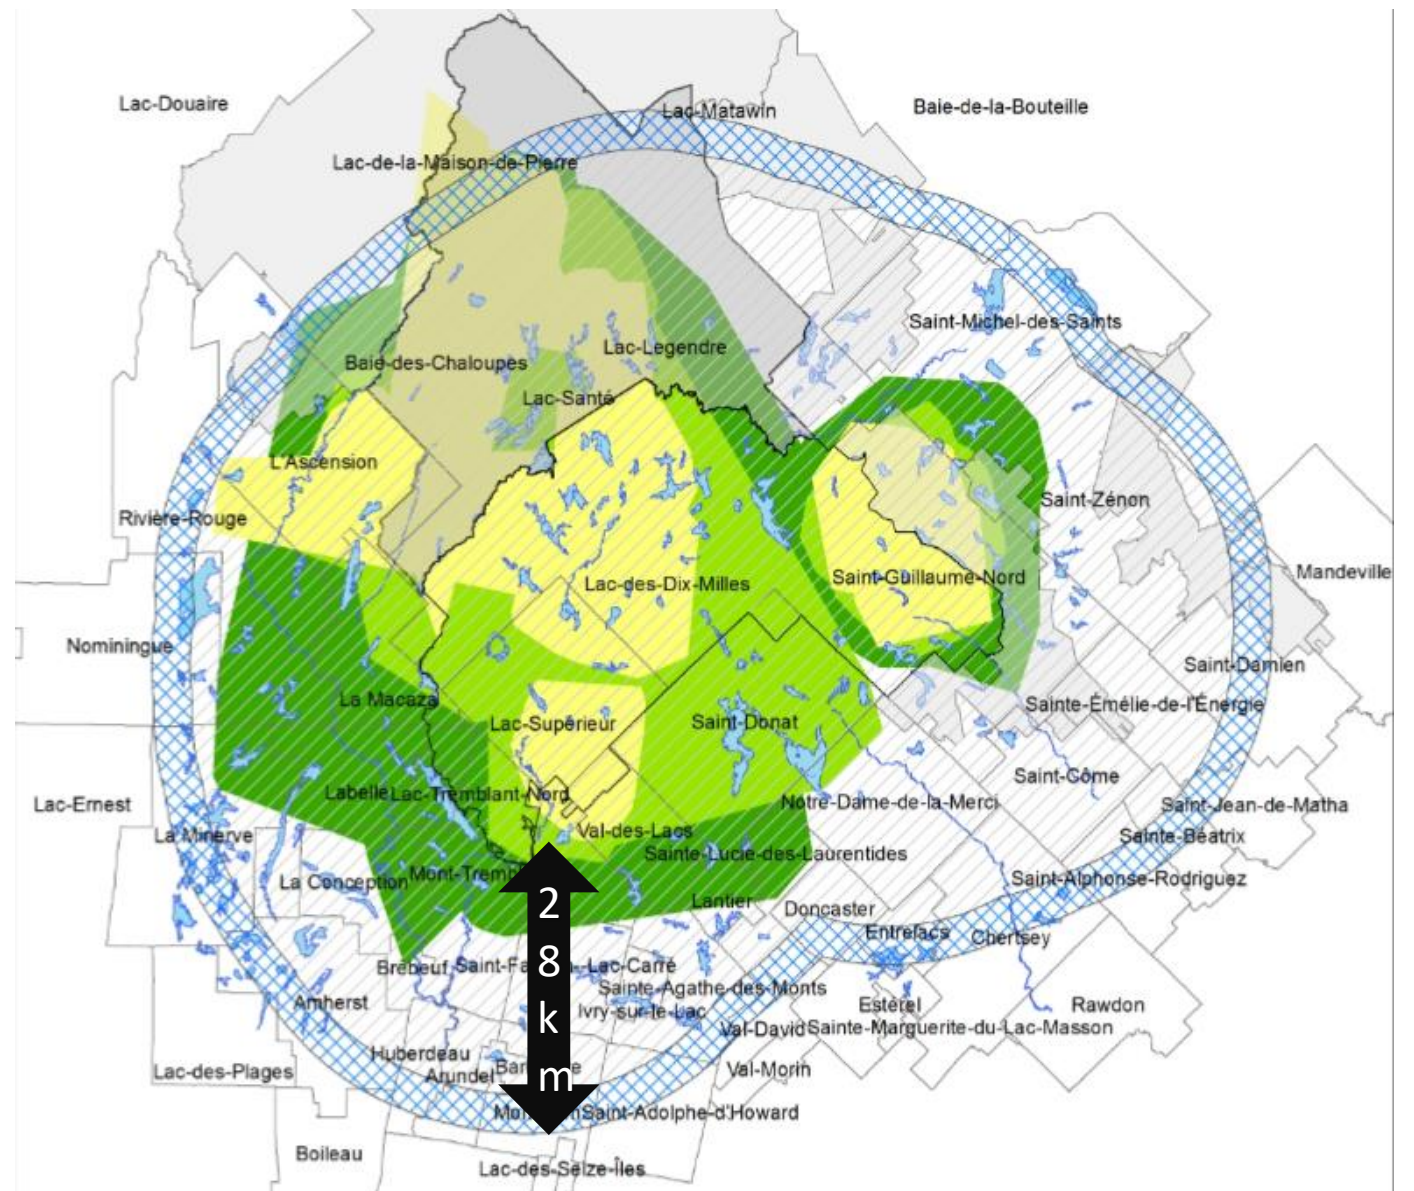 Lac-Douaire
Lac-Matawin
Baie-de-la-Bouteille
Lac-de-la-Maison-de-Pierre
Saint-Michel-des-Saints
Lac-Legendre
Baie-des-Chaloupes
Lac-Santé
L'Ascension
Saint-Zénon
Rivière-Rouge
Mandeville
Saint-Guillaume-Nord
Lac-des-Dix-Milles
Nominingue
Saint-Damien
La Macaza
Sainte-Émélie-de-l'Énergie
Lac-Supérieur
Saint-Donat
Saint-Côme
Labelle
Lac-Tremblant-Nord
Lac-Ernest
Notre-Dame-de-la-Merci
Saint-Jean-de-Matha
La Minerve
Val-des-Lacs
Sainte-Béatrix
Sainte-Lucie-des-Laurentides
La Conception
Mont-Trembl
Saint-Alphonse-Rodriguez
Lantier
Doncaster
Entrelacs
Chertsey
28km
Brébeuf
Saint-Fa
Lac-Carré
Sainte-Agathe-des-Monts
Amherst
Ivry-sur-le-Lac
Estérel
Rawdon
Val-David
Sainte-Marguerite-du-Lac-Masson
Huberdeau
Lac-des-Plages
Arundel
Val-Morin
Saint-Adolphe-d'Howard
Boileau
Lac-des-Seize-Îles